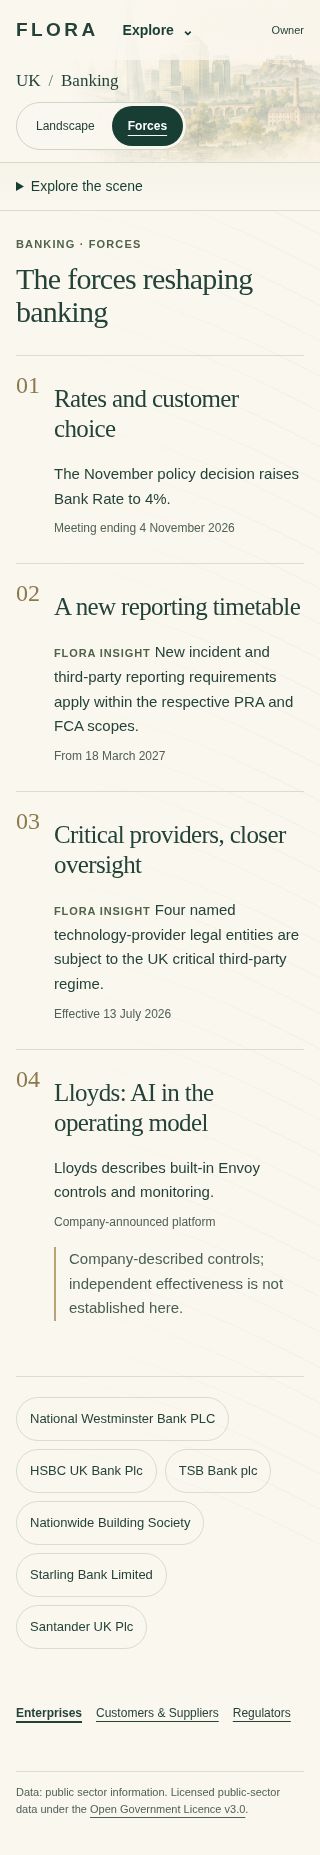 FLORA Explore Owner
UK / Banking
Landscape Forces
Explore the scene
BANKING · FORCES
The forces reshaping
banking
01
Rates and customer
choice
The November policy decision raises
Bank Rate to 4%.
Meeting ending 4 November 2026
02
A new reporting timetable
FLORA INSIGHT New incident and
third-party reporting requirements
apply within the respective PRA and
FCA scopes.
From 18 March 2027
03
Critical providers, closer
oversight
FLORA INSIGHT Four named
technology-provider legal entities are
subject to the UK critical third-party
regime.
Effective 13 July 2026
04
Lloyds: AI in the
operating model
Lloyds describes built-in Envoy
controls and monitoring.
Company-announced platform
Company-described controls;
independent effectiveness is not
established here.
National Westminster Bank PLC
HSBC UK Bank Plc TSB Bank plc
Nationwide Building Society
Starling Bank Limited
Santander UK Plc
Enterprises Customers & Suppliers Regulators
Data: public sector information. Licensed public-sector
data under the Open Government Licence v3.0.